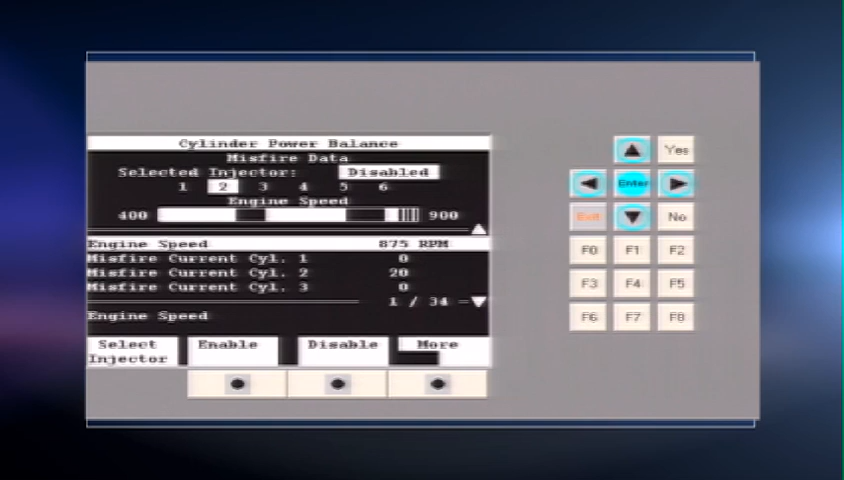 Cylinder Power Balance
Misfire Data
Selected Injector: Disabled
1 2 3 4 5 6
Engine Speed
400 900
Engine Speed 875 RPM
Misfire Current Cyl. 1 0
Misfire Current Cyl. 2 20
Misfire Current Cyl. 3 0
1 / 34
Engine Speed
Select Injector Enable Disable More
Yes
Enter
Exit No
F0 F1 F2
F3 F4 F5
F6 F7 F8